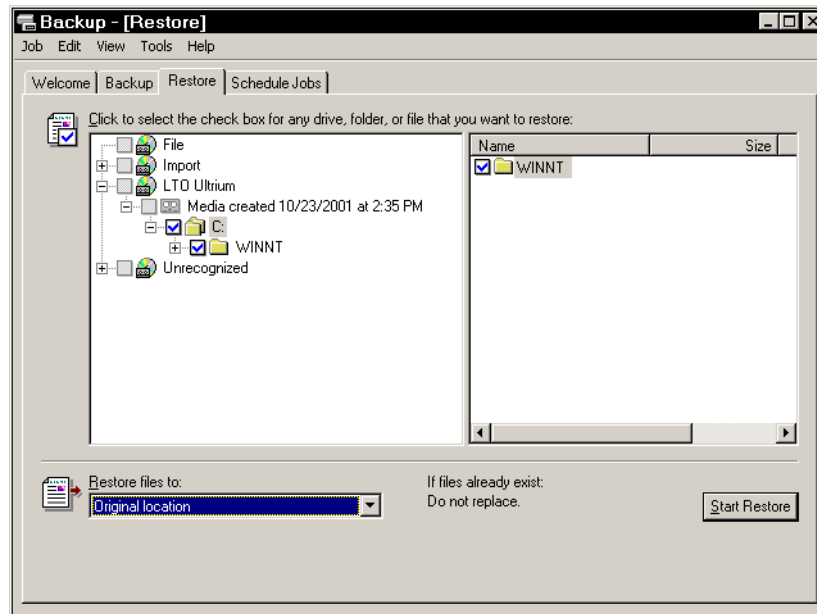 Backup - [Restore]
Job Edit View Tools Help
Welcome Backup Restore Schedule Jobs
Click to select the check box for any drive, folder, or file that you want to restore:
File
Import
LTO Ultrium
Media created 10/23/2001 at 2:35 PM
C:
WINNT
Unrecognized
Name Size
WINNT
Restore files to:
Original location
If files already exist:
Do not replace.
Start Restore